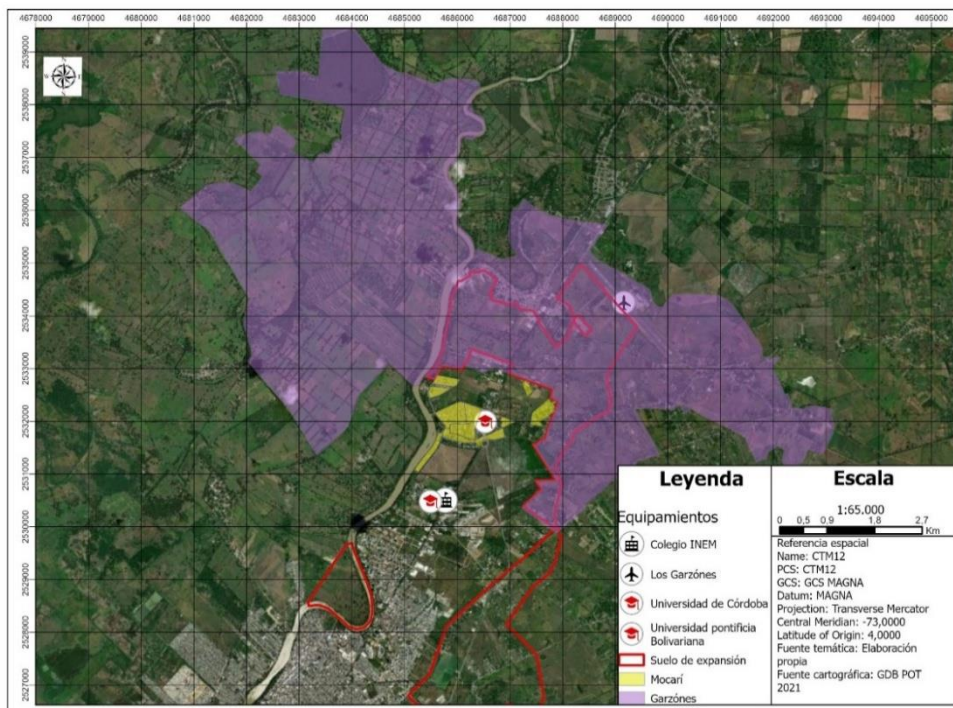 4678000 4679000 4680000 4681000 4682000 4683000 4684000 4685000 4686000 4687000 4688000 4689000 4690000 4691000 4692000 4693000 4694000 4695000
2539000
2538000
2537000
2536000
2535000
2534000
2533000
2532000
2531000
2530000
2529000
2528000
2527000
Leyenda
Equipamientos
Colegio INEM
Los Garzónes
Universidad de Córdoba
Universidad pontificia
Bolivariana
Suelo de expansión
Mocarí
Garzónes
Escala
1:65.000
0 0,5 0,9 1,8 2,7
Km
Referencia espacial
Name: CTM12
PCS: CTM12
GCS: GCS MAGNA
Datum: MAGNA
Projection: Transverse Mercator
Central Meridian: -73,0000
Latitude of Origin: 4,0000
Fuente temática: Elaboración
propia
Fuente cartográfica: GDB POT
2021